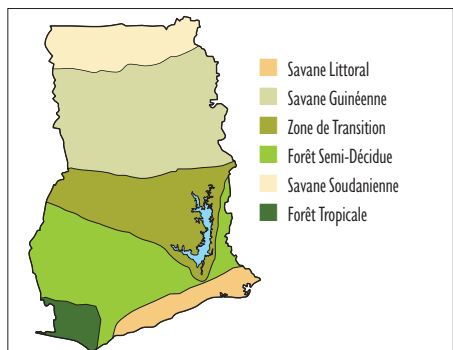 Savane Littoral
Savane Guinéenne
Zone de Transition
Forêt Semi-Décidue
Savane Soudanienne
Forêt Tropicale